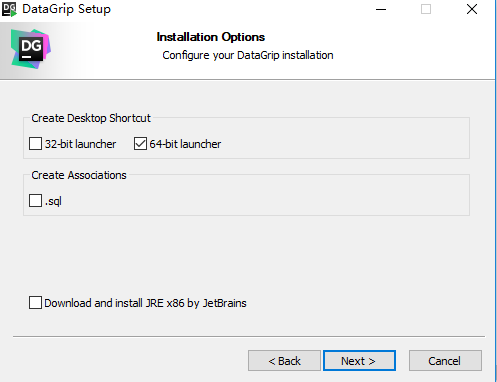 DG DataGrip Setup
DG
Installation Options
Configure your DataGrip installation
Create Desktop Shortcut
32-bit launcher 64-bit launcher
Create Associations
.sql
Download and install JRE x86 by JetBrains
< Back Next > Cancel